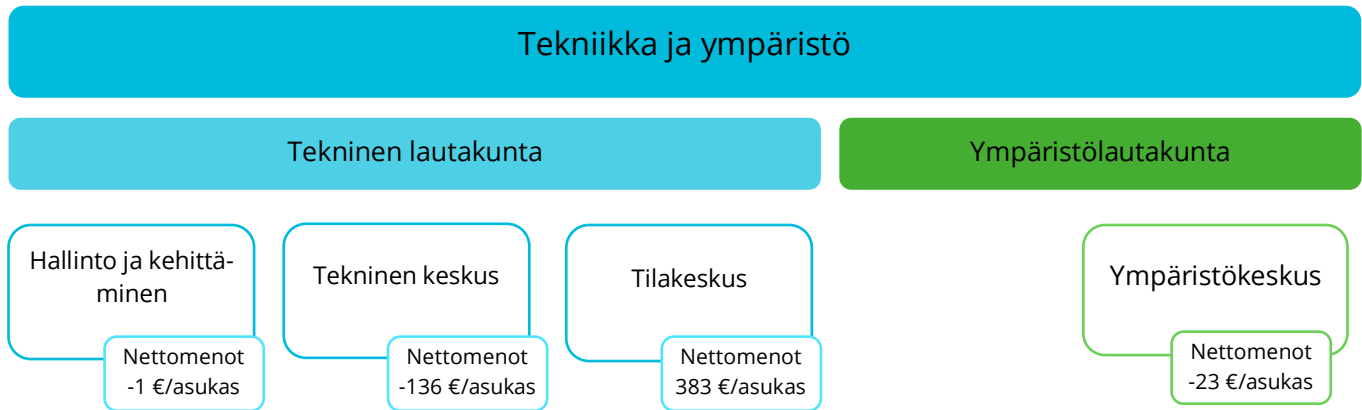 Tekniikka ja ympäristö
Tekninen lautakunta
Ympäristölautakunta
Hallinto ja kehittä-
minen
Nettomenot
-1 €/asukas
Tekninen keskus
Nettomenot
-136 €/asukas
Tilakeskus
Nettomenot
383 €/asukas
Ympäristökeskus
Nettomenot
-23 €/asukas